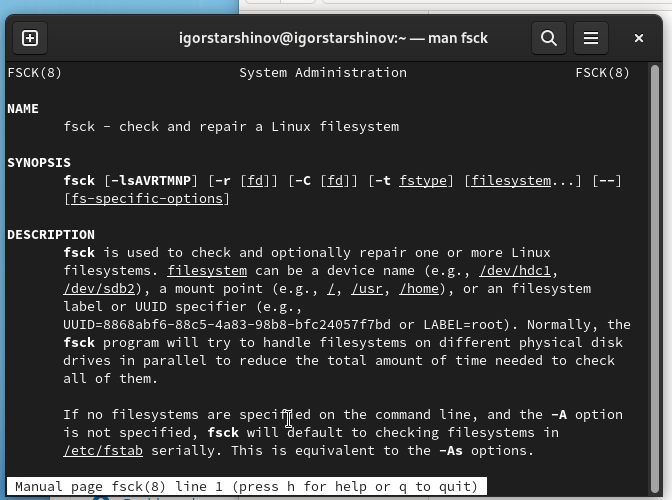 igorstarshinov@igorstarshinov:~ — man fsck
FSCK(8) System Administration FSCK(8)
NAME
fsck - check and repair a Linux filesystem
SYNOPSIS
fsck [-lsAVRTMNP] [-r [fd]] [-C [fd]] [-t fstype] [filesystem...] [--]
[fs-specific-options]
DESCRIPTION
fsck is used to check and optionally repair one or more Linux
filesystems. filesystem can be a device name (e.g., /dev/hdc1,
/dev/sdb2), a mount point (e.g., /, /usr, /home), or an filesystem
label or UUID specifier (e.g.,
UUID=8868abf6-88c5-4a83-98b8-bfc24057f7bd or LABEL=root). Normally, the
fsck program will try to handle filesystems on different physical disk
drives in parallel to reduce the total amount of time needed to check
all of them.
If no filesystems are specified on the command line, and the -A option
is not specified, fsck will default to checking filesystems in
/etc/fstab serially. This is equivalent to the -As options.
Manual page fsck(8) line 1 (press h for help or q to quit)